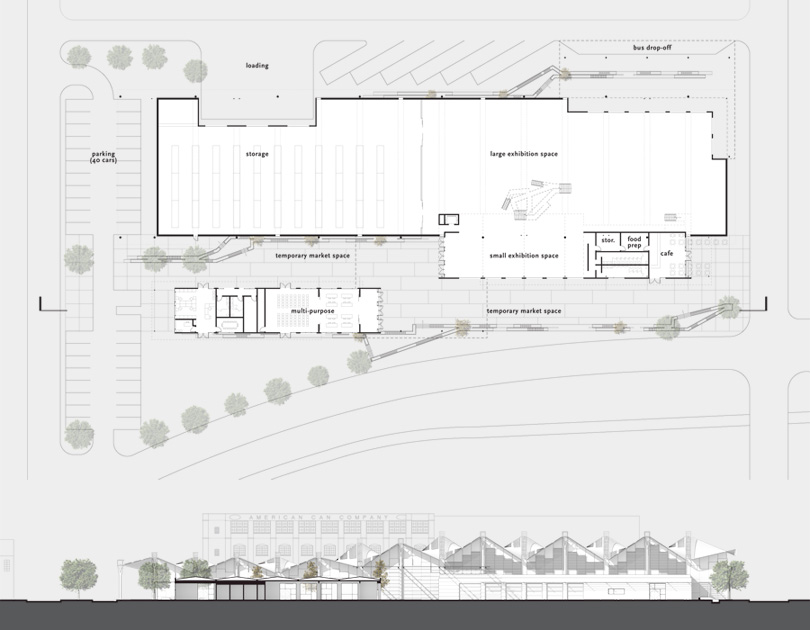 bus drop-off
loading
parking
(40 cars)
storage
large exhibition space
stor.
food
prep
cafe
temporary market space
small exhibition space
multi-purpose
temporary market space
AMERICAN CAN COMPANY